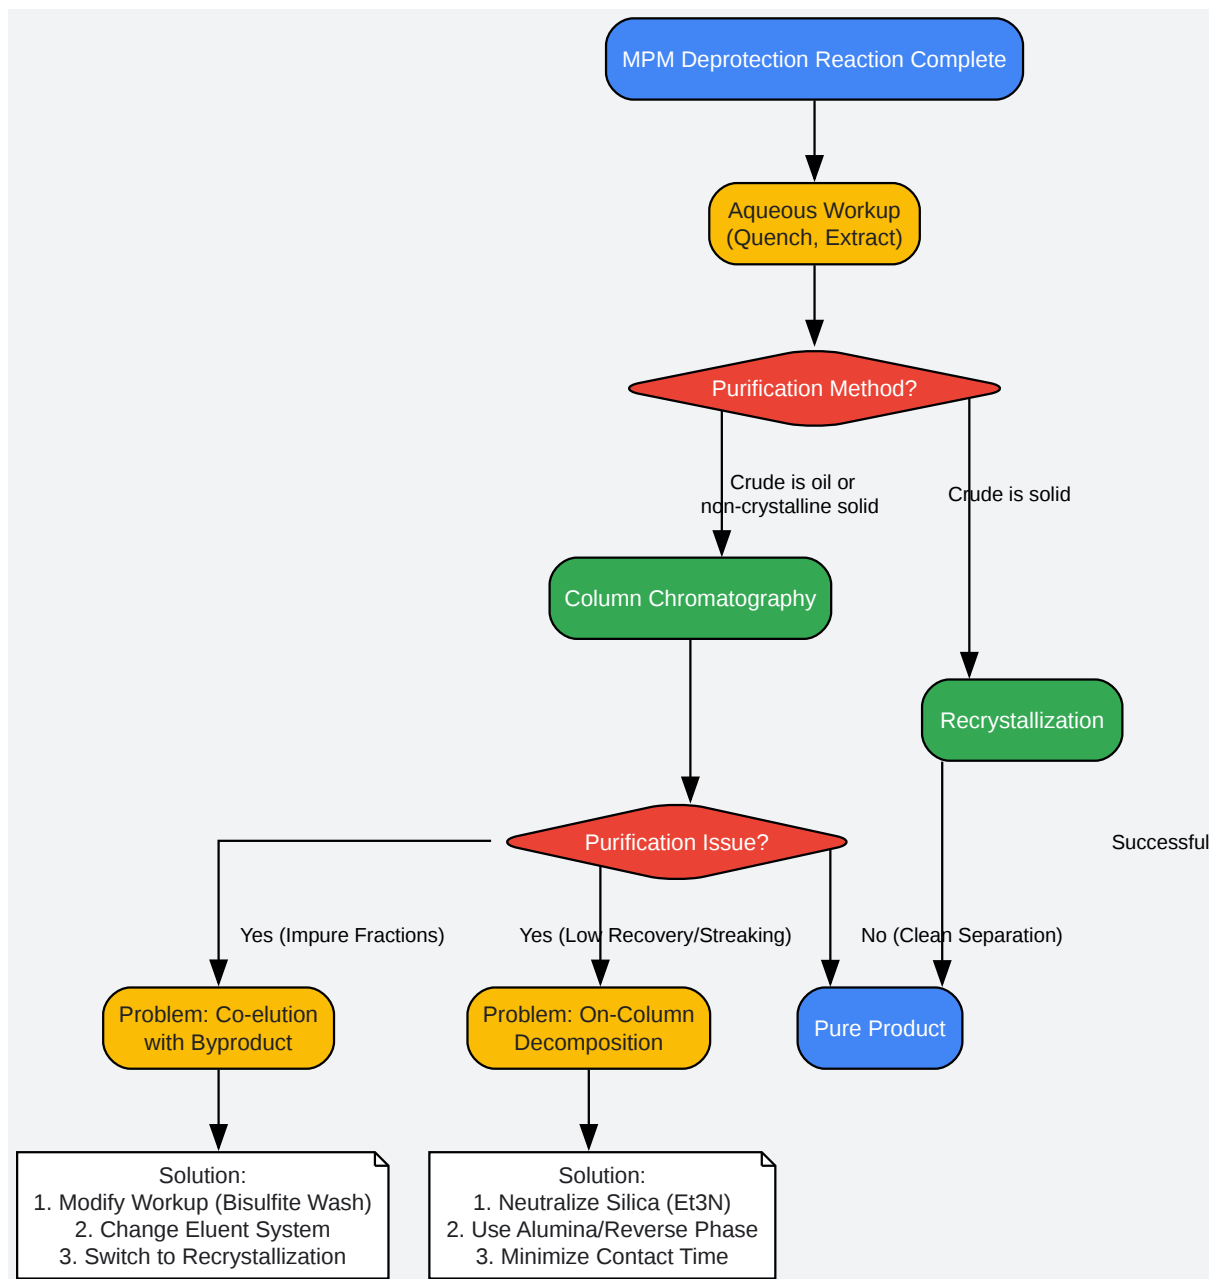 MPM Deprotection Reaction Complete
Aqueous Workup
(Quench, Extract)
Purification Method?
Crude is oil or
non-crystalline solid
Crude is solid
Column Chromatography
Recrystallization
Purification Issue?
Successful
Yes (Impure Fractions)
Yes (Low Recovery/Streaking)
No (Clean Separation)
Problem: Co-elution
with Byproduct
Problem: On-Column
Decomposition
Pure Product
Solution:
1. Modify Workup (Bisulfite Wash)
2. Change Eluent System
3. Switch to Recrystallization
Solution:
1. Neutralize Silica (Et3N)
2. Use Alumina/Reverse Phase
3. Minimize Contact Time